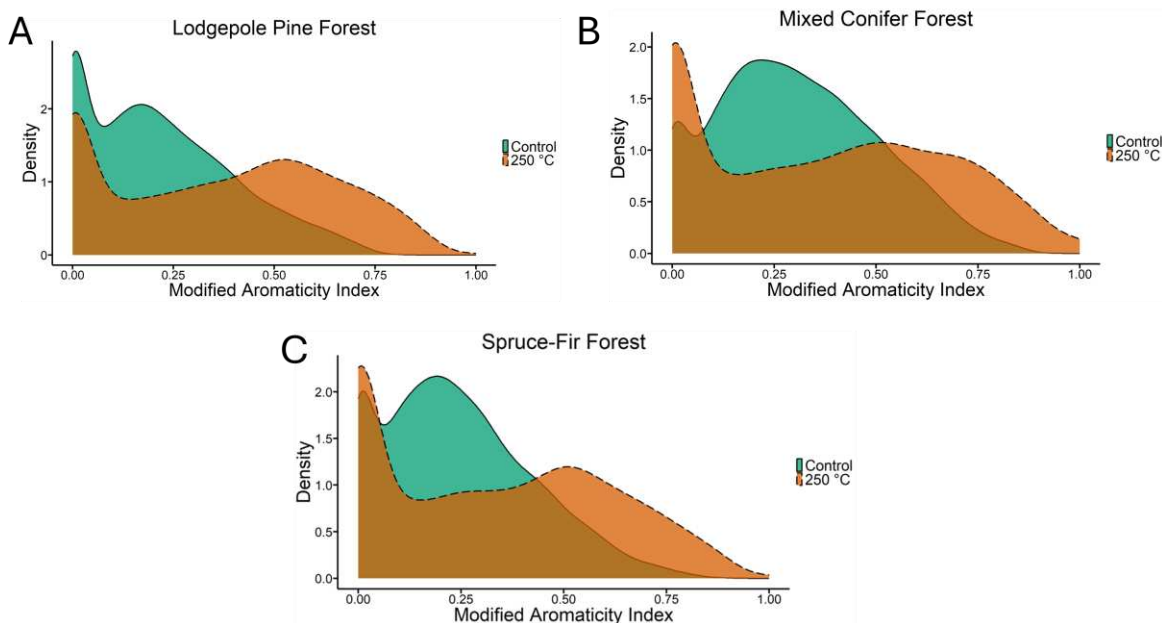 A
Lodgepole Pine Forest
Density
2
1
0
0.00 0.25 0.50 0.75 1.00
Modified Aromaticity Index
Control
250 °C
B
Mixed Conifer Forest
Density
2.0
1.5
1.0
0.5
0.0
0.00 0.25 0.50 0.75 1.00
Modified Aromaticity Index
Control
250 °C
C
Spruce-Fir Forest
Density
2.0
1.5
1.0
0.5
0.0
0.00 0.25 0.50 0.75 1.00
Modified Aromaticity Index
Control
250 °C